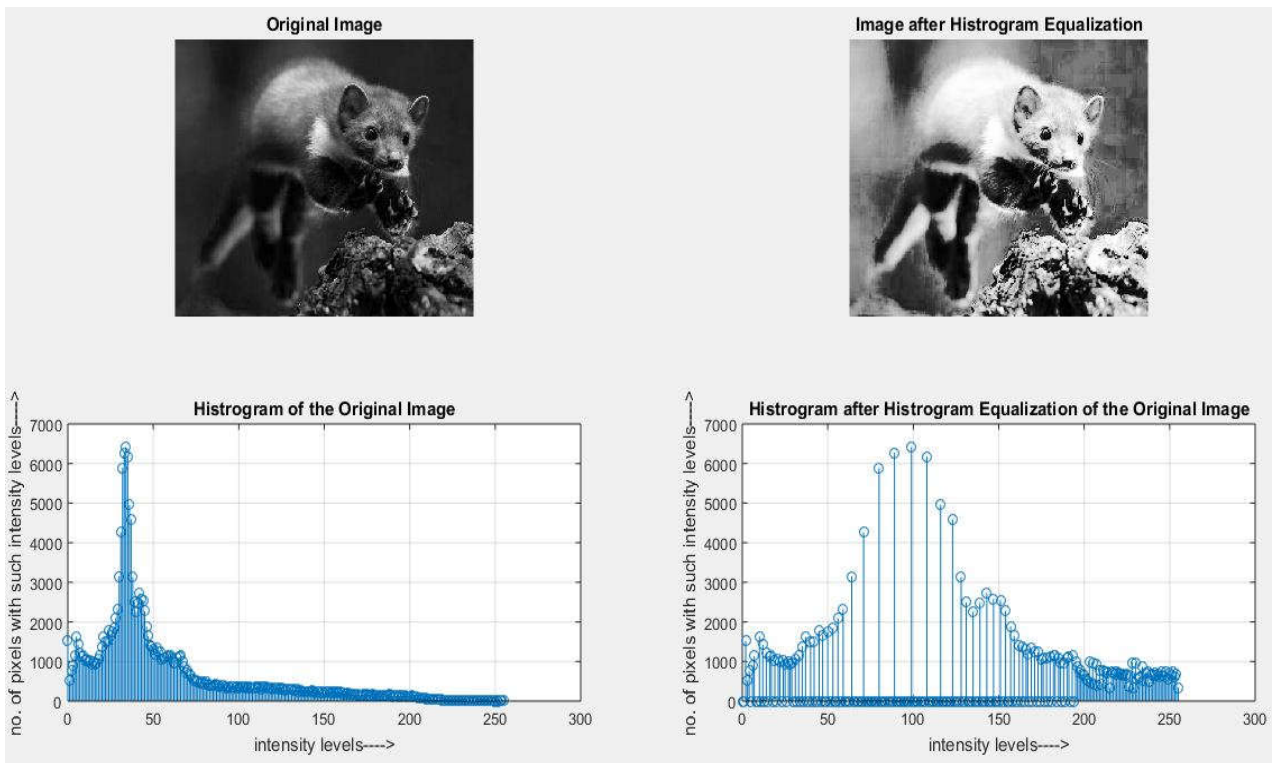 Original Image
Image after Histrogram Equalization
Histrogram of the Original Image
no. of pixels with such intensity levels---->
7000
6000
5000
4000
3000
2000
1000
0
0 50 100 150 200 250 300
intensity levels---->
Histrogram after Histrogram Equalization of the Original Image
no. of pixels with such intensity levels---->
7000
6000
5000
4000
3000
2000
1000
0
0 50 100 150 200 250 300
intensity levels---->